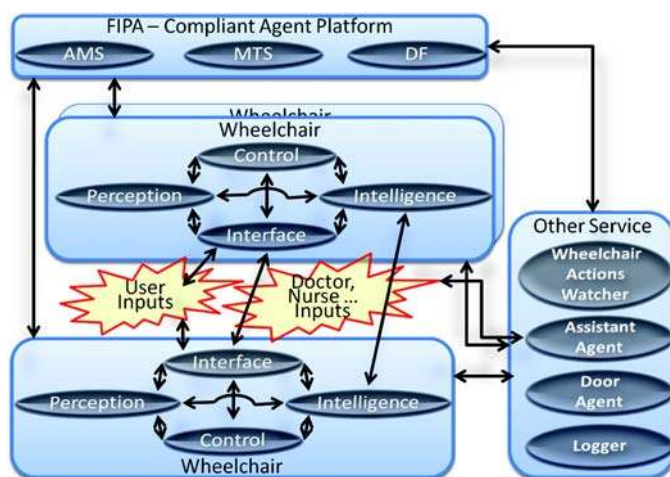 FIPA – Compliant Agent Platform
AMS
MTS
DF
Wheelchair
Wheelchair
Control
Perception
Intelligence
Interface
User
Inputs
Doctor,
Nurse ...
Inputs
Other Service
Wheelchair
Actions
Watcher
Assistant
Agent
Door
Agent
Logger
Interface
Perception
Intelligence
Control
Wheelchair